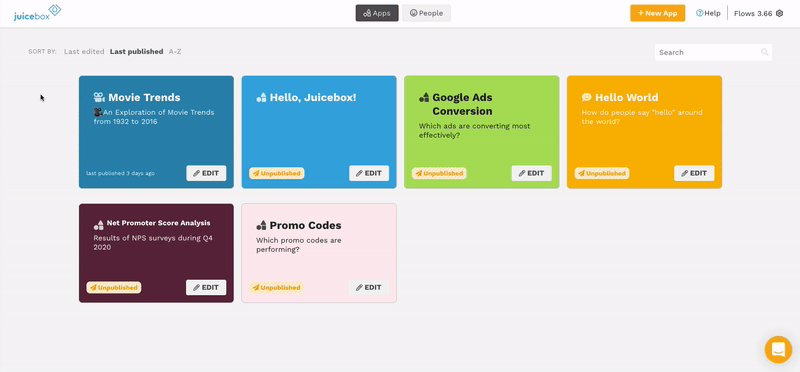 juicebox
Apps
People
+ New App
Help
Flows 3.66
SORT BY: Last edited Last published A-Z
Search
Movie Trends
An Exploration of Movie Trends
from 1932 to 2016
last published 3 days ago
EDIT
Hello, Juicebox!
Unpublished
EDIT
Google Ads
Conversion
Which ads are converting most
effectively?
Unpublished
EDIT
Hello World
How do people say "hello" around
the world?
Unpublished
EDIT
Net Promoter Score Analysis
Results of NPS surveys during Q4
2020
Unpublished
EDIT
Promo Codes
Which promo codes are
performing?
Unpublished
EDIT